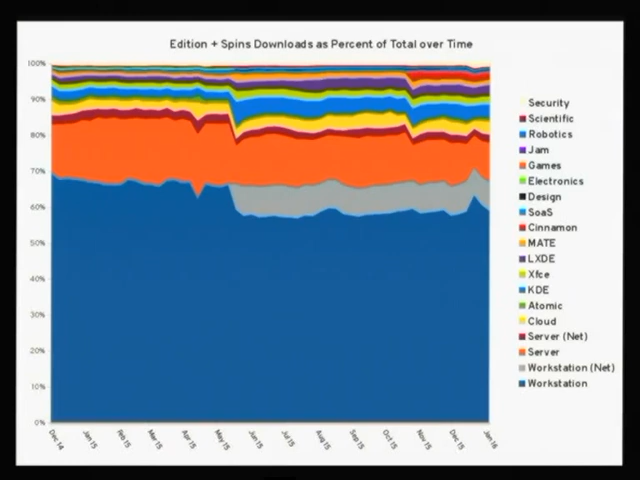 Edition + Spins Downloads as Percent of Total over Time
100%
90%
80%
70%
60%
50%
40%
30%
20%
10%
0%
Dec 14
Jan 15
Feb 15
Mar 15
Apr 15
May 15
Jun 15
Jul 15
Aug 15
Sep 15
Oct 15
Nov 15
Dec 15
Jan 16
Security
Scientific
Robotics
Jam
Games
Electronics
Design
SoaS
Cinnamon
MATE
LXDE
Xfce
KDE
Atomic
Cloud
Server (Net)
Server
Workstation (Net)
Workstation